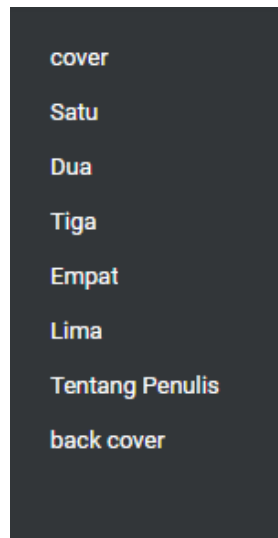 cover
Satu
Dua
Tiga
Empat
Lima
Tentang Penulis
back cover